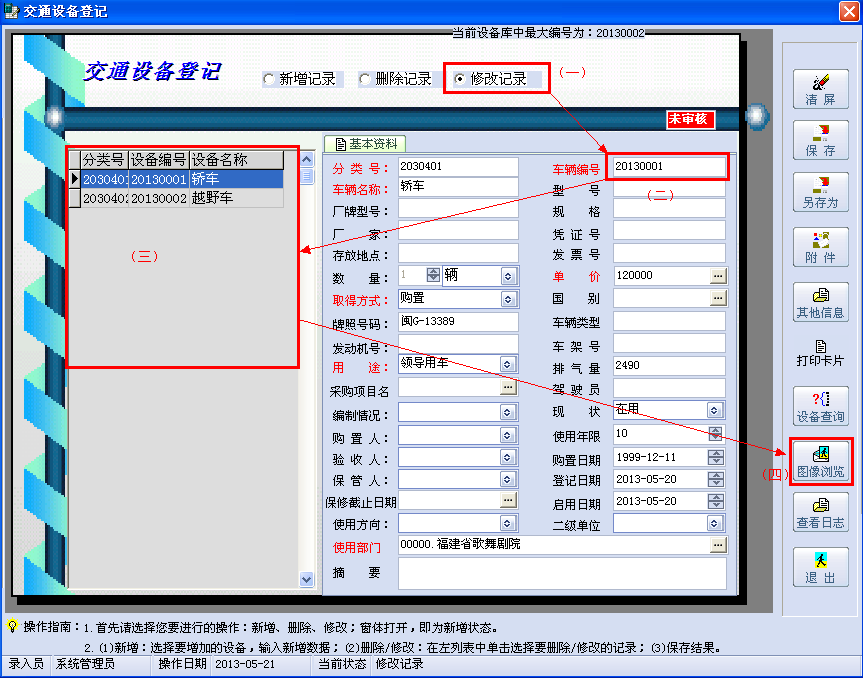 交通设备登记
当前设备库中最大编号为：20130002
交通设备登记
新增记录 删除记录 修改记录
(一)
未审核
分类号 设备编号 设备名称
20130001 轿车
20130002 越野车
(三)
基本资料
分 类 号： 2030401
车辆编号 20130001
车辆名称： 轿车
型 号
(二)
厂牌型号：
规 格
厂 家：
凭 证 号
存放地点：
发 票 号
数 量： 1 辆
单 价 120000
取得方式： 购置
国 别
牌照号码： 闽G-13389
车辆类型
发动机号：
车 架 号
用 途： 领导用车
排 气 量 2490
采购项目名
驾 驶 员
编制情况：
现 状 在用
购 置 人：
使用年限 10
验 收 人：
购置日期 1999-12-11
保 管 人：
登记日期 2013-05-20
保修截止日期
启用日期 2013-05-20
使用方向：
二级单位
使用部门 00000.福建省歌舞剧院
摘 要
清 屏
保 存
另存为
附 件
其他信息
打印卡片
设备查询
(四)
图像浏览
查看日志
退 出
操作指南：1.首先请选择您要进行的操作：新增、删除、修改；窗体打开，即为新增状态。
2.(1)新增：选择要增加的设备，输入新增数据；(2)删除/修改：在左列表中单击选择要删除/修改的记录；(3)保存结果。
录入员 系统管理员 操作日期 2013-05-21 当前状态 修改记录